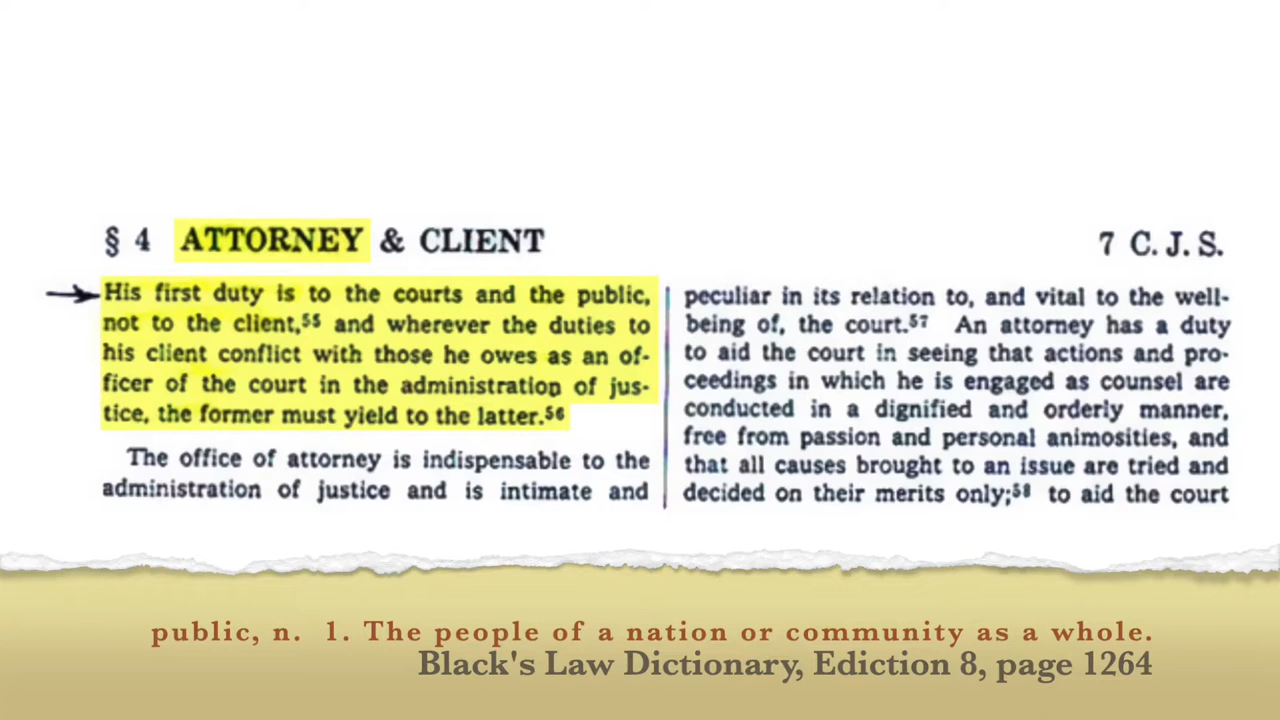 § 4 ATTORNEY & CLIENT
7 C. J. S.
His first duty is to the courts and the public,
not to the client,55 and wherever the duties to
his client conflict with those he owes as an of-
ficer of the court in the administration of jus-
tice, the former must yield to the latter.56
The office of attorney is indispensable to the
administration of justice and is intimate and
peculiar in its relation to, and vital to the well-
being of, the court.57 An attorney has a duty
to aid the court in seeing that actions and pro-
ceedings in which he is engaged as counsel are
conducted in a dignified and orderly manner,
free from passion and personal animosities, and
that all causes brought to an issue are tried and
decided on their merits only;58 to aid the court
public, n. 1. The people of a nation or community as a whole.
Black's Law Dictionary, Ediction 8, page 1264